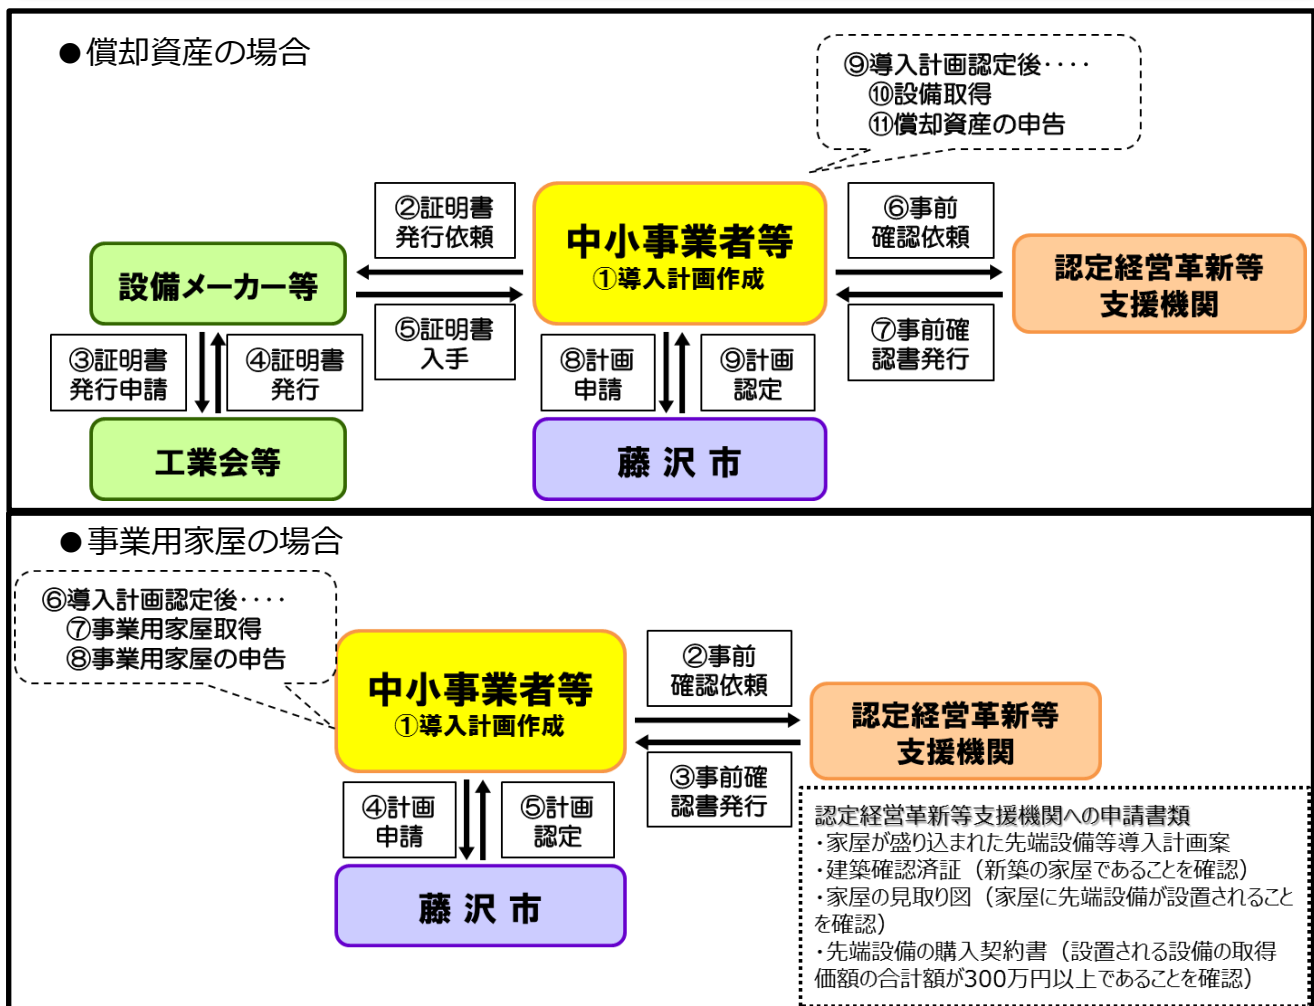 ●償却資産の場合
⑨導入計画認定後‥‥
⑩設備取得
⑪償却資産の申告
②証明書
発行依頼
中小事業者等
①導入計画作成
⑥事前
確認依頼
設備メーカー等
認定経営革新等
支援機関
⑤証明書
入手
⑦事前確
認書発行
③証明書
発行申請
④証明書
発行
⑧計画
申請
⑨計画
認定
工業会等
藤沢市
●事業用家屋の場合
⑥導入計画認定後‥‥
⑦事業用家屋取得
⑧事業用家屋の申告
中小事業者等
①導入計画作成
②事前
確認依頼
認定経営革新等
支援機関
③事前確
認書発行
④計画
申請
⑤計画
認定
藤沢市
認定経営革新等支援機関への申請書類
・家屋が盛り込まれた先端設備等導入計画案
・建築確認済証（新築の家屋であることを確認）
・家屋の見取り図（家屋に先端設備が設置されること
を確認）
・先端設備の購入契約書（設置される設備の取得
価額の合計額が300万円以上であることを確認）